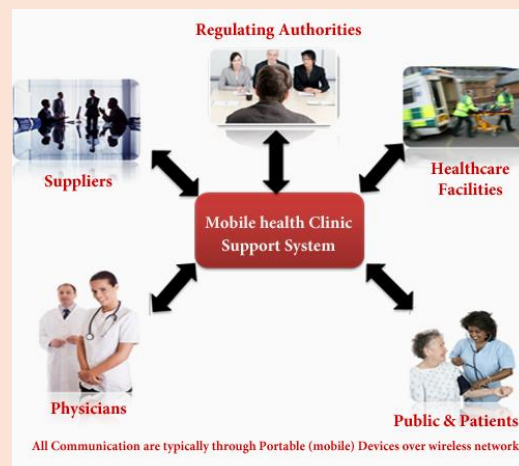 Regulating Authorities
Suppliers
Healthcare
Facilities
Mobile health Clinic
Support System
Physicians
Public & Patients
All Communication are typically through Portable (mobile) Devices over wireless network